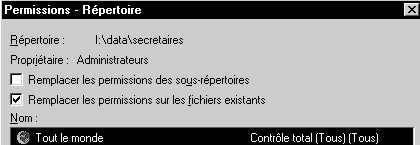 Permissions - Répertoire
Répertoire : I:\data\secretaires
Propriétaire : Administrateurs
Remplacer les permissions des sous-répertoires
Remplacer les permissions sur les fichiers existants
Nom :
Tout le monde Contrôle total (Tous) (Tous)